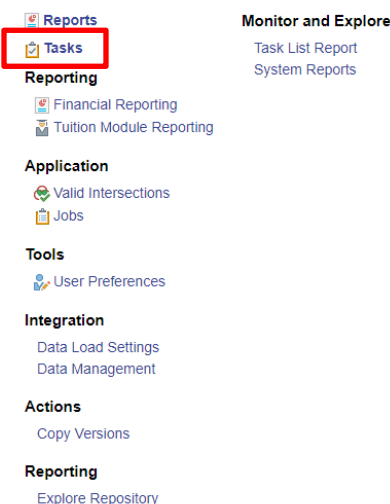 Reports
Tasks
Reporting
Financial Reporting
Tuition Module Reporting
Application
Valid Intersections
Jobs
Tools
User Preferences
Integration
Data Load Settings
Data Management
Actions
Copy Versions
Reporting
Explore Repository
Monitor and Explore
Task List Report
System Reports